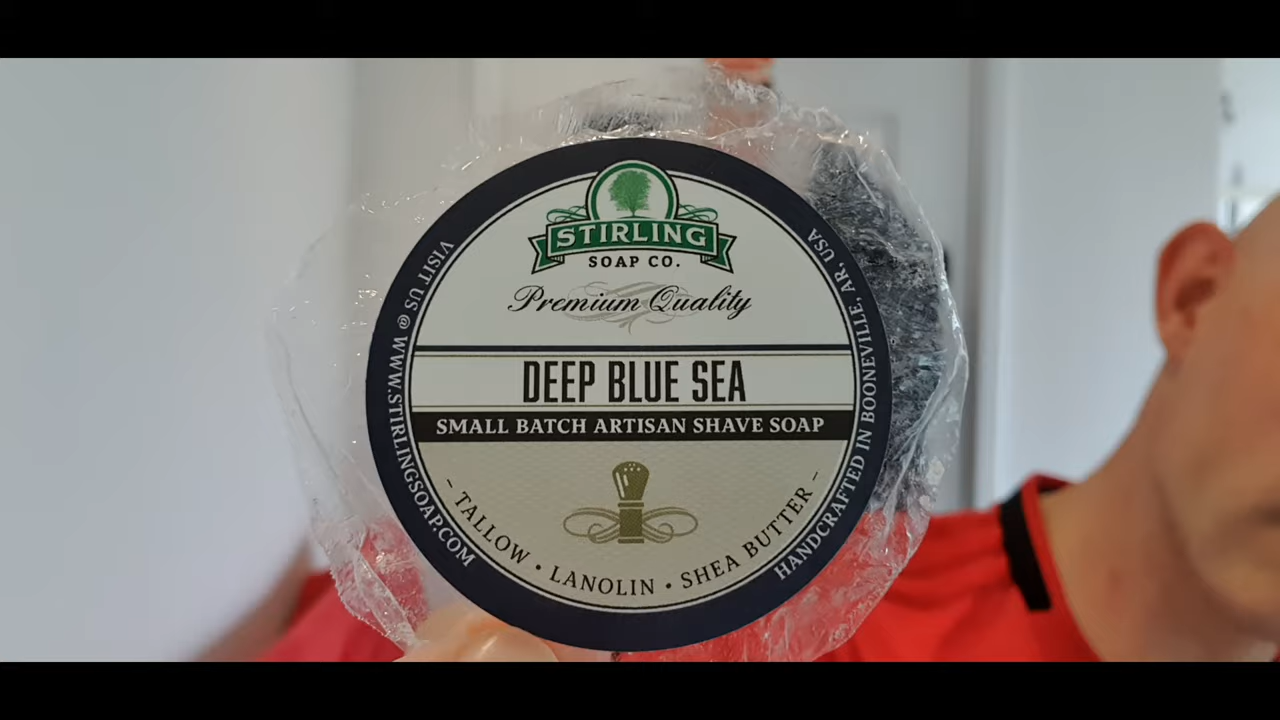 STIRLING
SOAP CO.
Premium Quality
DEEP BLUE SEA
SMALL BATCH ARTISAN SHAVE SOAP
- TALLOW • LANOLIN • SHEA BUTTER -
VISIT US @ WWW.STIRLINGSOAP.COM
HANDCRAFTED IN BOONEVILLE, AR, USA